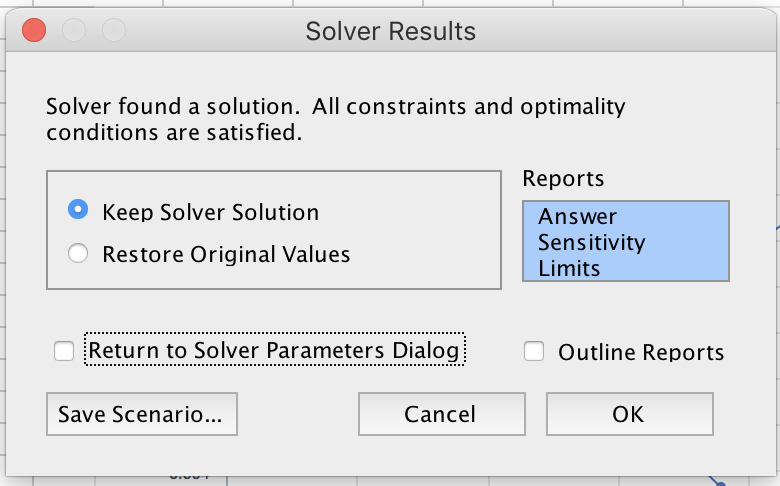 Solver Results
Solver found a solution.  All constraints and optimality
conditions are satisfied.
Keep Solver Solution
Restore Original Values
Reports
Answer
Sensitivity
Limits
Return to Solver Parameters Dialog
Outline Reports
Save Scenario...
Cancel
OK